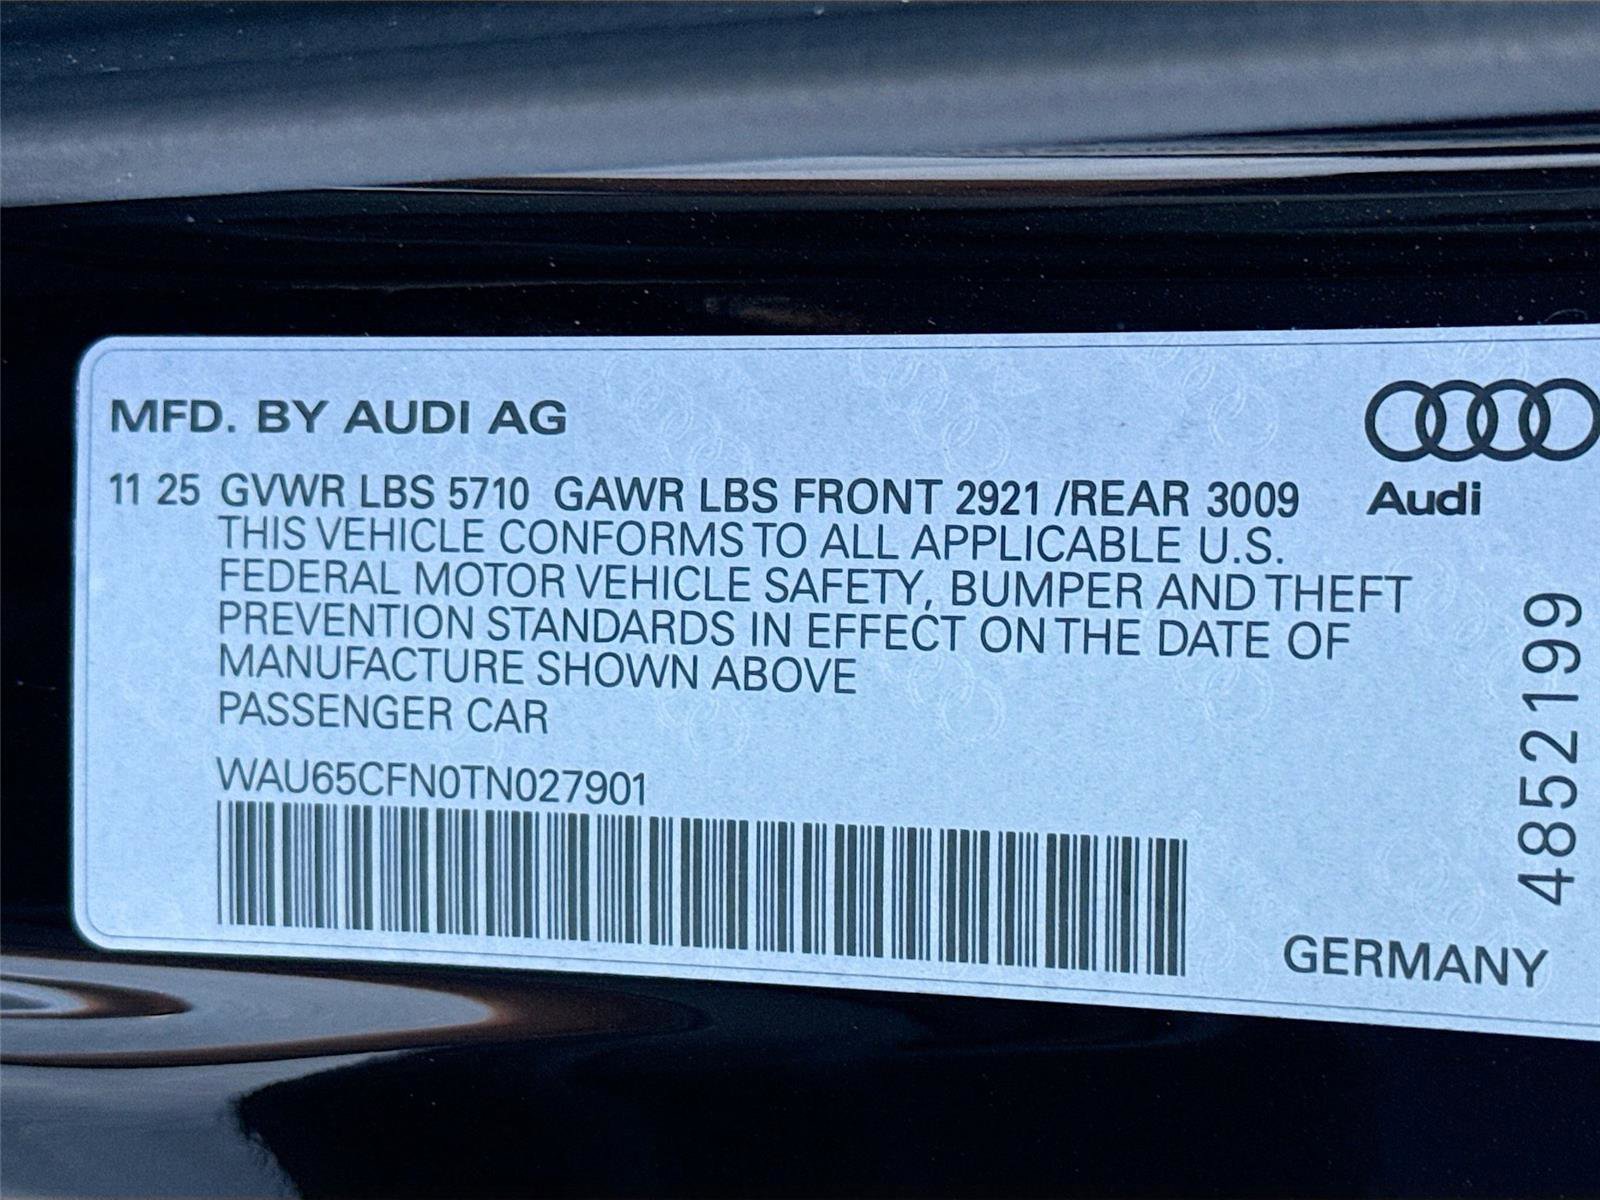 MFD. BY AUDI AG
11 25 GVWR LBS 5710 GAWR LBS FRONT 2921 /REAR 3009
THIS VEHICLE CONFORMS TO ALL APPLICABLE U.S.
FEDERAL MOTOR VEHICLE SAFETY, BUMPER AND THEFT
PREVENTION STANDARDS IN EFFECT ON THE DATE OF
MANUFACTURE SHOWN ABOVE
PASSENGER CAR
WAU65CFN0TN027901
Audi
4852199
GERMANY